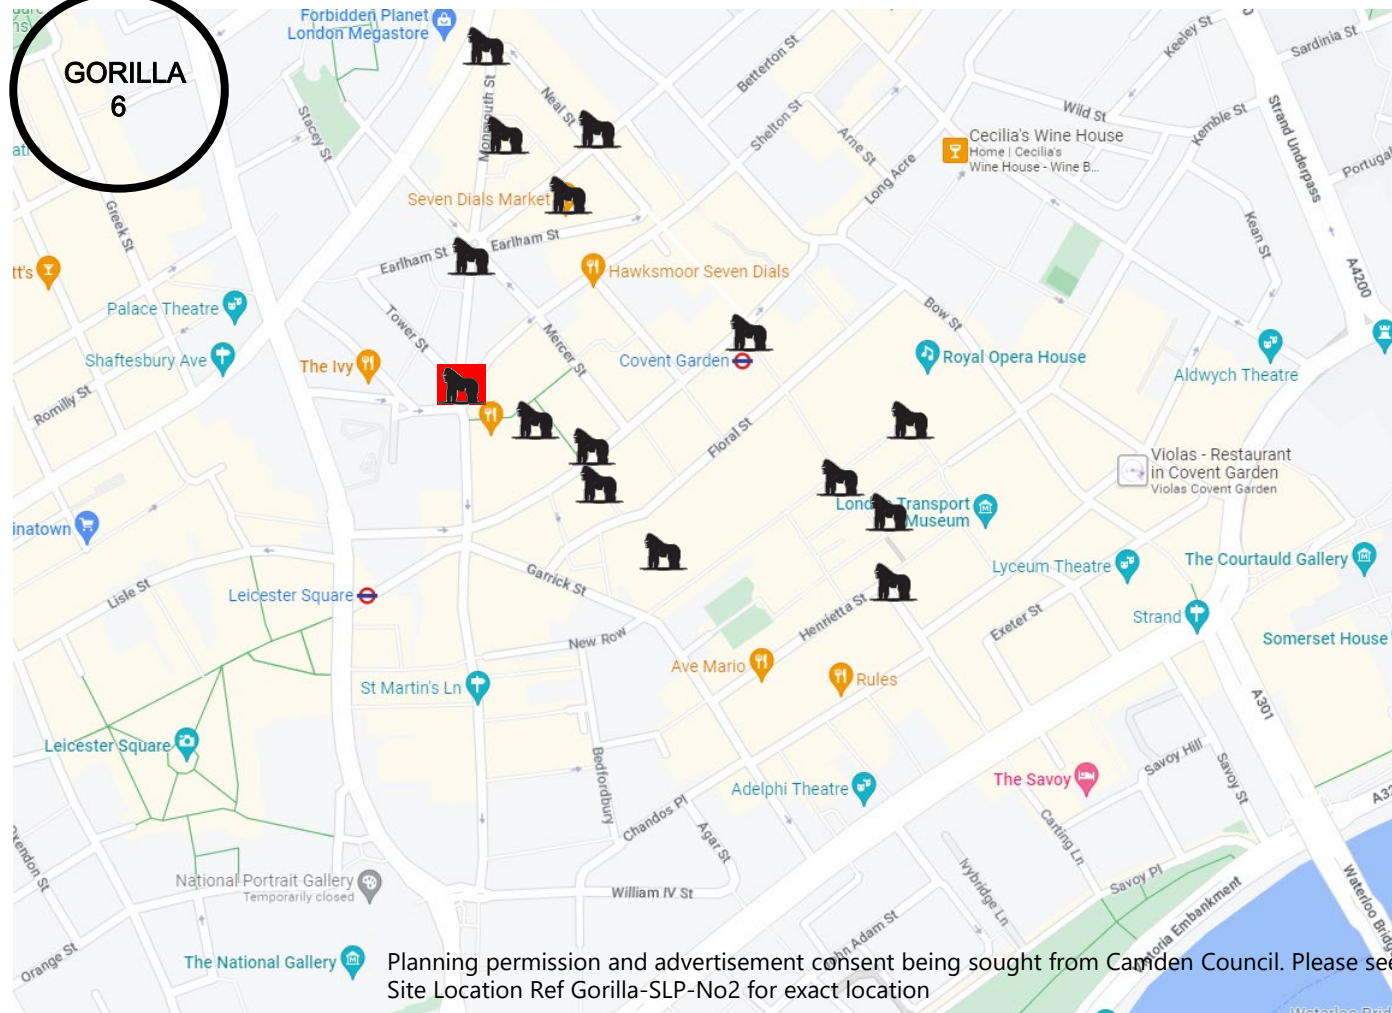 GORILLA
6
Forbidden Planet
London Megastore
Stacey St
Greek St
Monmouth St
Neal St
Betterton St
Shelton St
Arne St
Long Acre
Keeley St
Sardinia St
Wild St
Kemble St
Strand Underpass
Kean St
A4200
Cecilia's Wine House
Home | Cecilia's
Wine House - Wine B...
Seven Dials Market
Earlham St
Earlham St
Hawksmoor Seven Dials
Palace Theatre
Shaftesbury Ave
The Ivy
Tower St
Mercer St
Romilly St
Covent Garden
Bow St
Royal Opera House
Aldwych Theatre
Floral St
Violas - Restaurant
in Covent Garden
Violas Covent Garden
London Transport
Museum
inatown
Lisle St
Leicester Square
Garrick St
New Row
Henrietta St
Exeter St
Lyceum Theatre
The Courtauld Gallery
Strand
Somerset House
Ave Mario
Rules
St Martin's Ln
Leicester Square
Bedfordbury
Chandos Pl
Agar St
Adelphi Theatre
The Savoy
Savoy Hill
Savoy St
A301
Carting Ln
Ivybridge Ln
Savoy Pl
National Portrait Gallery
Temporarily closed
William IV St
Orange St
The National Gallery
Planning permission and advertisement consent being sought from Camden Council. Please see
Site Location Ref Gorilla-SLP-No2 for exact location